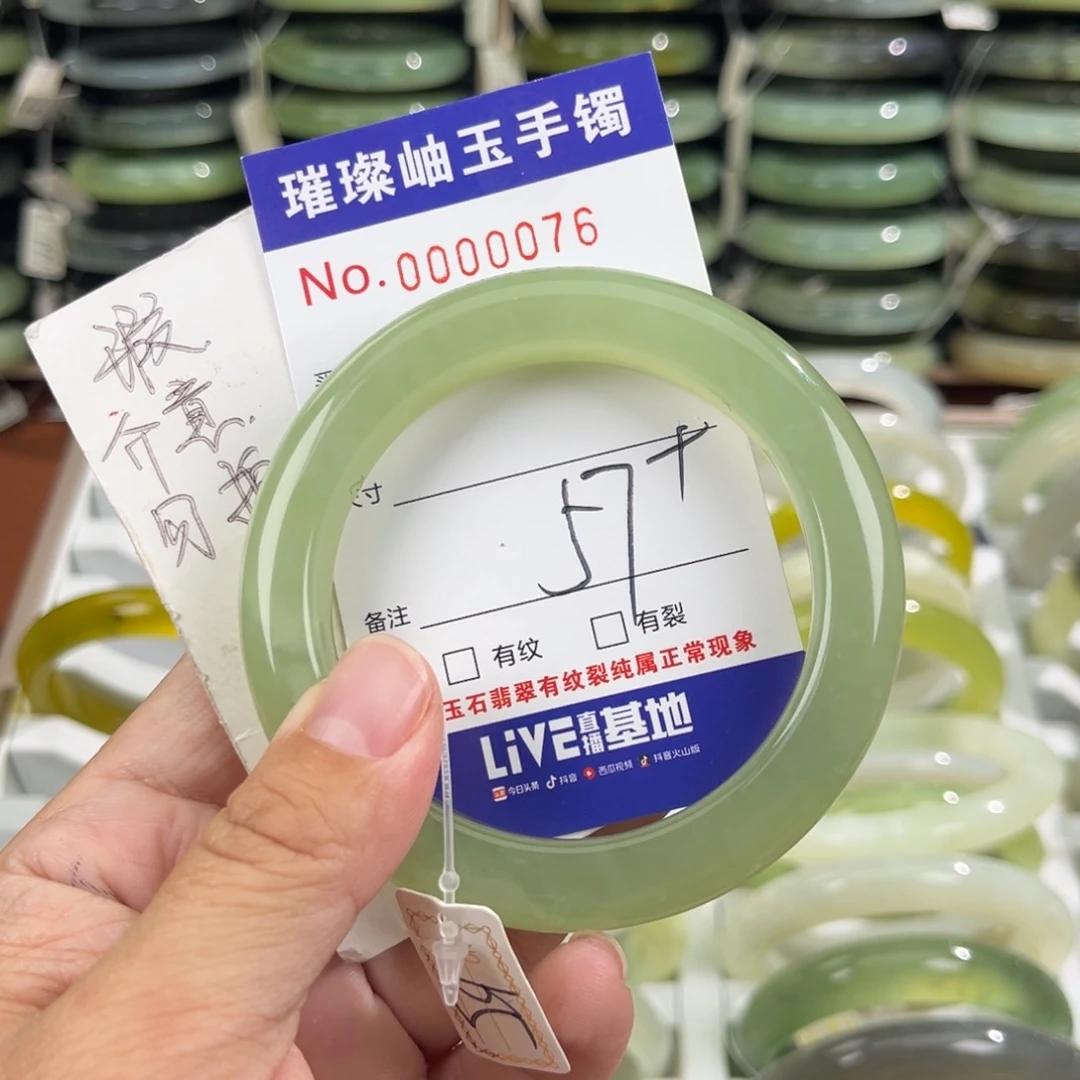 璀璨岫玉手镯
No.0000076
寸
57+
备注
有纹
有裂
玉石翡翠有纹裂纯属正常现象
LiVE直播基地
今日头条 抖音 西瓜视频 抖音火山版
意
介